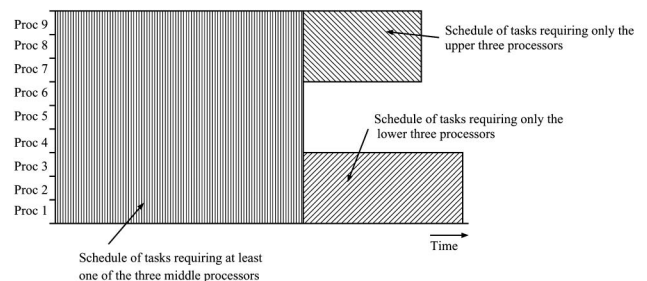 Proc 9
Proc 8
Proc 7
Proc 6
Proc 5
Proc 4
Proc 3
Proc 2
Proc 1
Schedule of tasks requiring only the
upper three processors
Schedule of tasks requiring only the
lower three processors
Time
Schedule of tasks requiring at least
one of the three middle processors